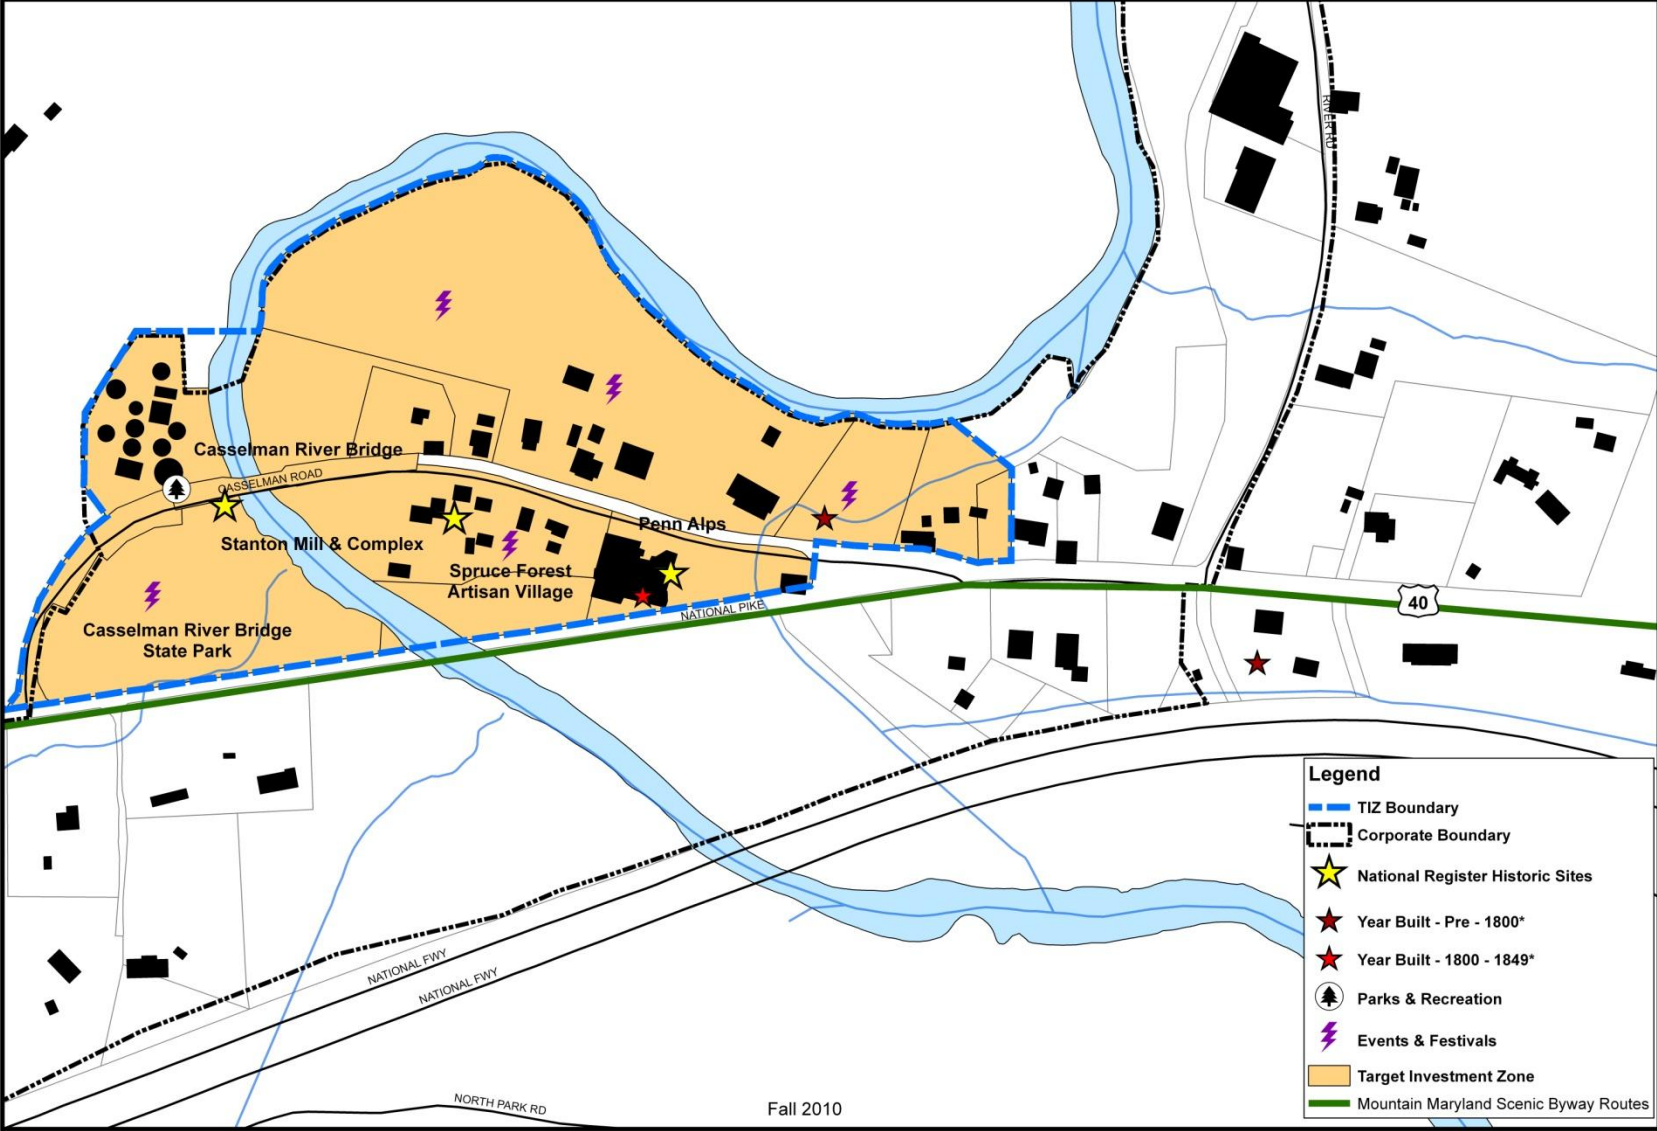 RIVER RD
Casselman River Bridge
CASSELMAN ROAD
Penn Alps
Stanton Mill & Complex
Spruce Forest
Artisan Village
NATIONAL PIKE
40
Casselman River Bridge
State Park
NATIONAL FWY
NATIONAL FWY
NORTH PARK RD
Fall 2010
Legend
TIZ Boundary
Corporate Boundary
National Register Historic Sites
Year Built - Pre - 1800*
Year Built - 1800 - 1849*
Parks & Recreation
Events & Festivals
Target Investment Zone
Mountain Maryland Scenic Byway Routes